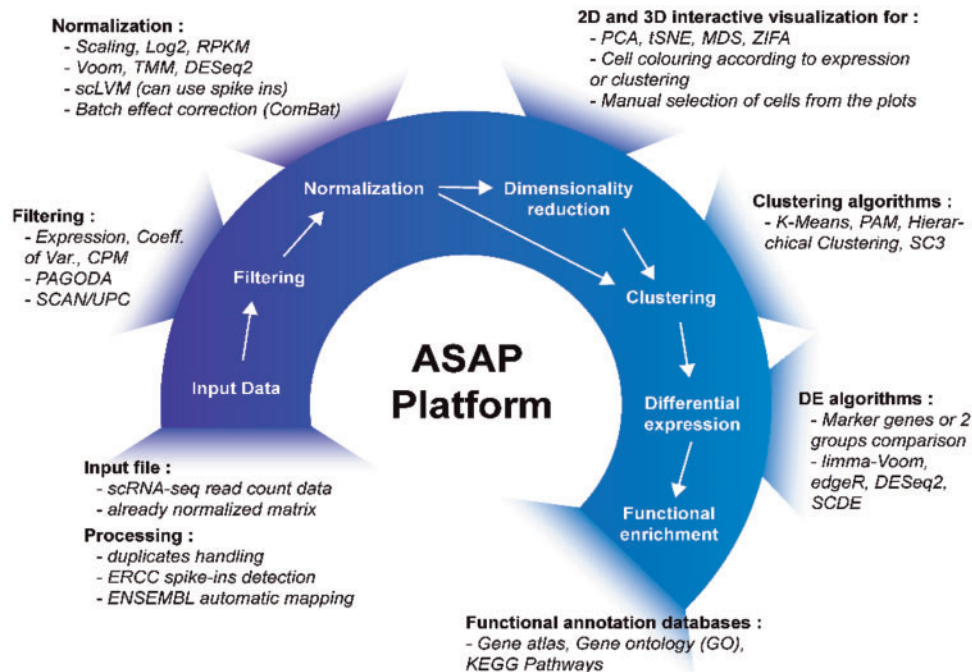 Normalization :
- Scaling, Log2, RPKM
- Voom, TMM, DESeq2
- scLVM (can use spike ins)
- Batch effect correction (ComBat)
2D and 3D interactive visualization for :
- PCA, tSNE, MDS, ZIFA
- Cell colouring according to expression
or clustering
- Manual selection of cells from the plots
Filtering :
- Expression, Coeff.
of Var., CPM
- PAGODA
- SCAN/UPC
Normalization
Dimensionality
reduction
Filtering
Clustering
Input Data
ASAP
Platform
Differential
expression
Functional
enrichment
Clustering algorithms :
- K-Means, PAM, Hierar-
chical Clustering, SC3
DE algorithms :
- Marker genes or 2
groups comparison
- limma-Voom,
edgeR, DESeq2,
SCDE
Input file :
- scRNA-seq read count data
- already normalized matrix
Processing :
- duplicates handling
- ERCC spike-ins detection
- ENSEMBL automatic mapping
Functional annotation databases :
- Gene atlas, Gene ontology (GO),
KEGG Pathways